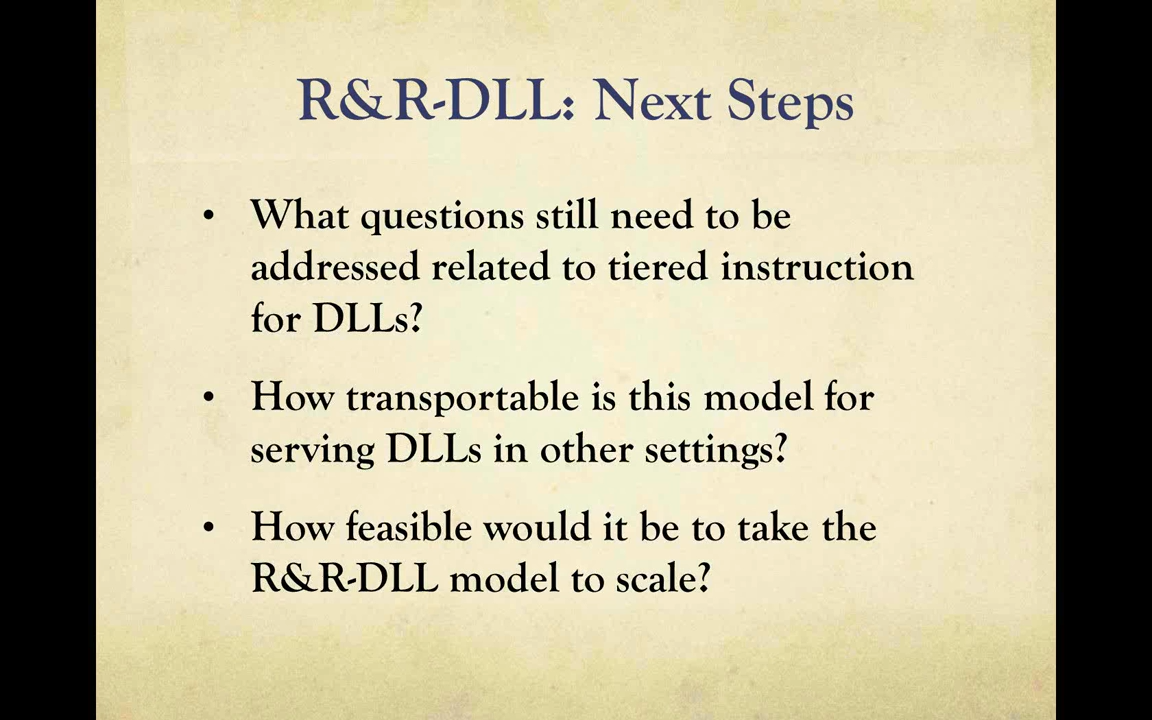 R&R-DLL: Next Steps
• What questions still need to be
addressed related to tiered instruction
for DLLs?
• How transportable is this model for
serving DLLs in other settings?
• How feasible would it be to take the
R&R-DLL model to scale?